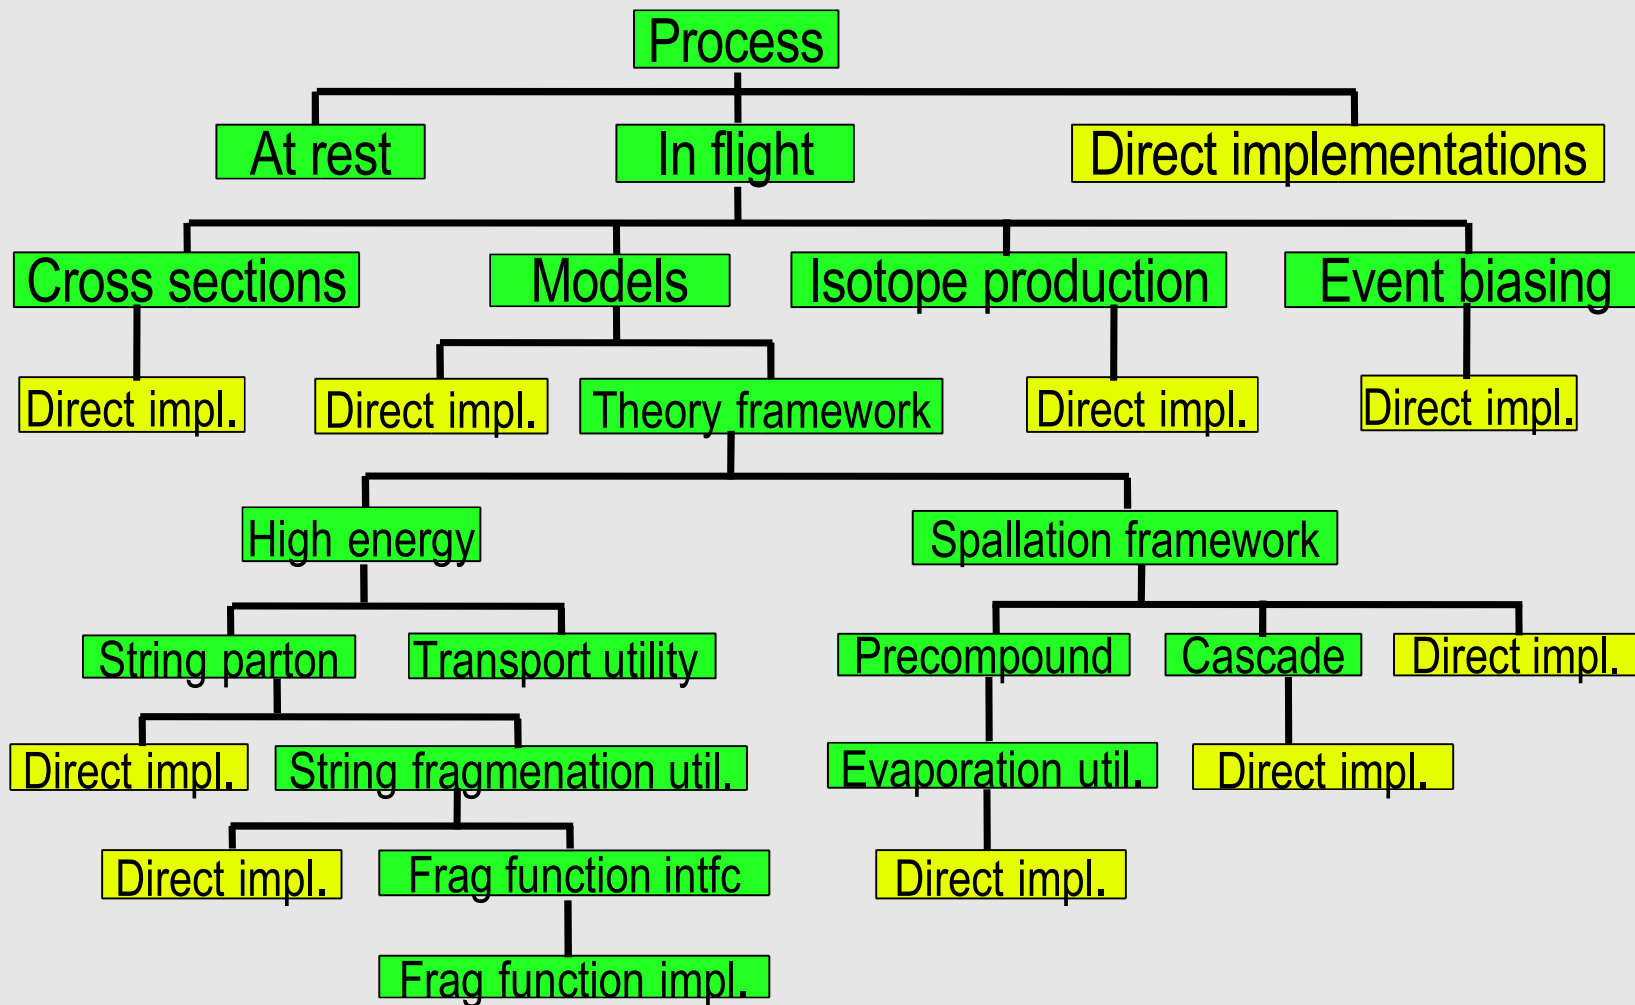 Process
At rest
In flight
Direct implementations
Cross sections
Models
Isotope production
Event biasing
Direct impl.
Direct impl.
Theory framework
Direct impl.
Direct impl.
High energy
Spallation framework
String parton
Transport utility
Precompound
Cascade
Direct impl.
Direct impl.
String fragmenation util.
Evaporation util.
Direct impl.
Direct impl.
Frag function intfc
Direct impl.
Frag function impl.